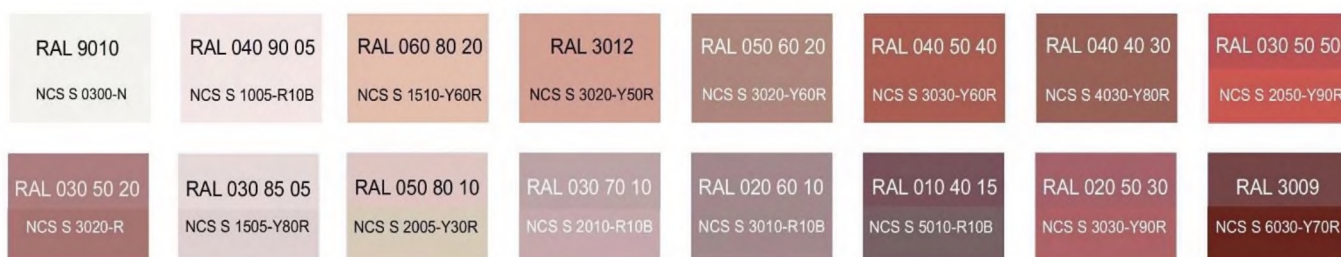 RAL 9010
NCS S 0300-N
RAL 040 90 05
NCS S 1005-R10B
RAL 060 80 20
NCS S 1510-Y60R
RAL 3012
NCS S 3020-Y50R
RAL 050 60 20
NCS S 3020-Y60R
RAL 040 50 40
NCS S 3030-Y60R
RAL 040 40 30
NCS S 4030-Y80R
RAL 030 50 50
NCS S 2050-Y90R
RAL 030 50 20
NCS S 3020-R
RAL 030 85 05
NCS S 1505-Y80R
RAL 050 80 10
NCS S 2005-Y30R
RAL 030 70 10
NCS S 2010-R10B
RAL 020 60 10
NCS S 3010-R10B
RAL 010 40 15
NCS S 5010-R10B
RAL 020 50 30
NCS S 3030-Y90R
RAL 3009
NCS S 6030-Y70R